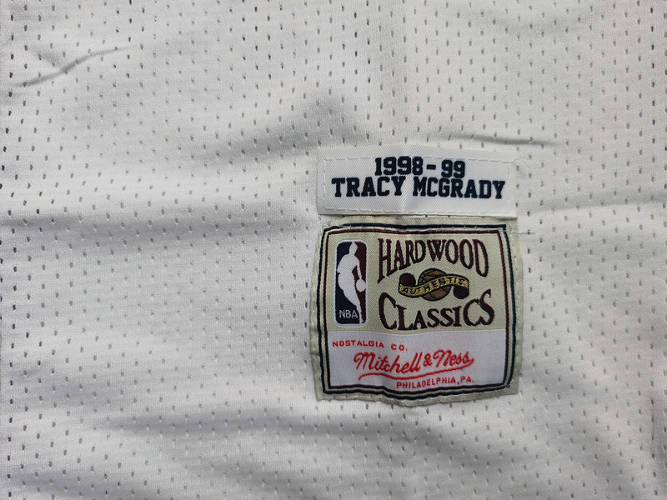 1998-99
TRACY MCGRADY
HARDWOOD
AUTHENTIC
CLASSICS
NBA
NOSTALGIA CO.
Mitchell & Ness
PHILADELPHIA, PA.